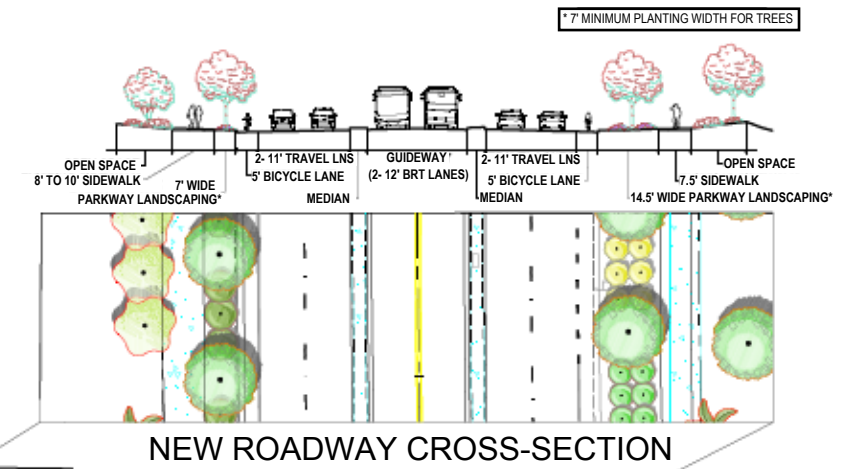 * 7' MINIMUM PLANTING WIDTH FOR TREES
OPEN SPACE
8' TO 10' SIDEWALK
7' WIDE
PARKWAY LANDSCAPING*
2- 11' TRAVEL LNS
5' BICYCLE LANE
MEDIAN
GUIDEWAY
(2- 12' BRT LANES)
2- 11' TRAVEL LNS
5' BICYCLE LANE
MEDIAN
OPEN SPACE
7.5' SIDEWALK
14.5' WIDE PARKWAY LANDSCAPING*
NEW ROADWAY CROSS-SECTION